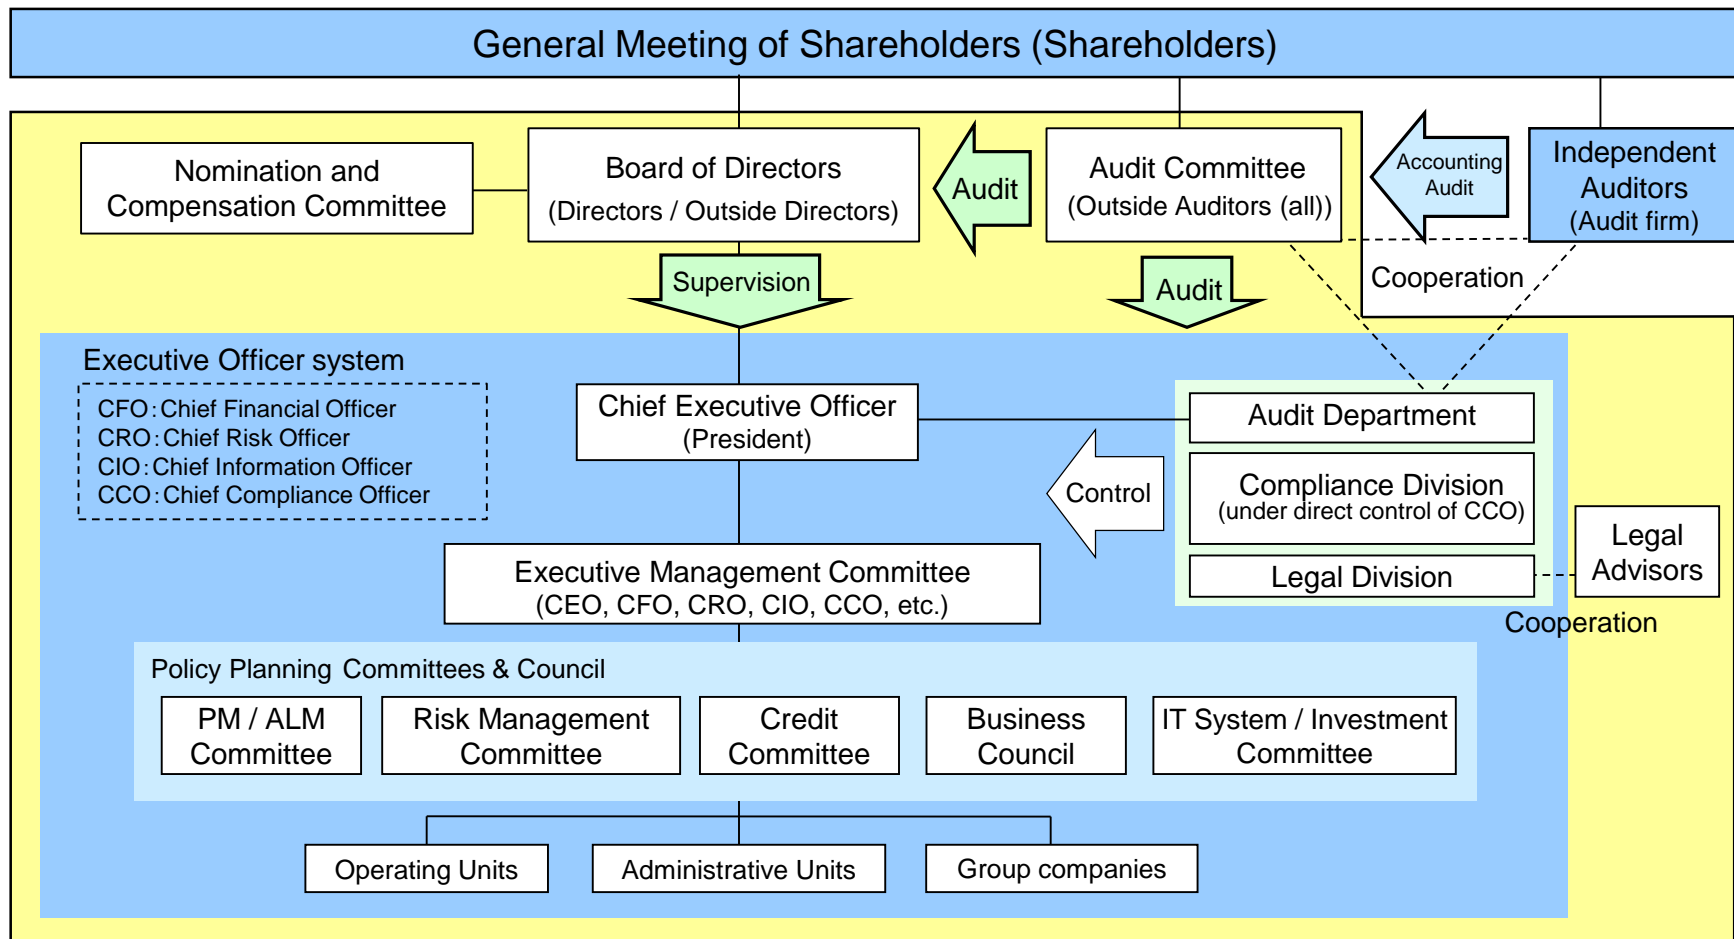 General Meeting of Shareholders (Shareholders)
Nomination and
Compensation Committee
Board of Directors
(Directors / Outside Directors)
Audit
Audit Committee
(Outside Auditors (all))
Accounting
Audit
Independent
Auditors
(Audit firm)
Supervision
Audit
Cooperation
Executive Officer system
CFO：Chief Financial Officer
CRO：Chief Risk Officer
CIO：Chief Information Officer
CCO：Chief Compliance Officer
Chief Executive Officer
(President)
Audit Department
Control
Compliance Division
(under direct control of CCO)
Legal Division
Legal
Advisors
Cooperation
Executive Management Committee
(CEO, CFO, CRO, CIO, CCO, etc.)
Policy Planning Committees & Council
PM / ALM
Committee
Risk Management
Committee
Credit
Committee
Business
Council
IT System / Investment
Committee
Operating Units
Administrative Units
Group companies